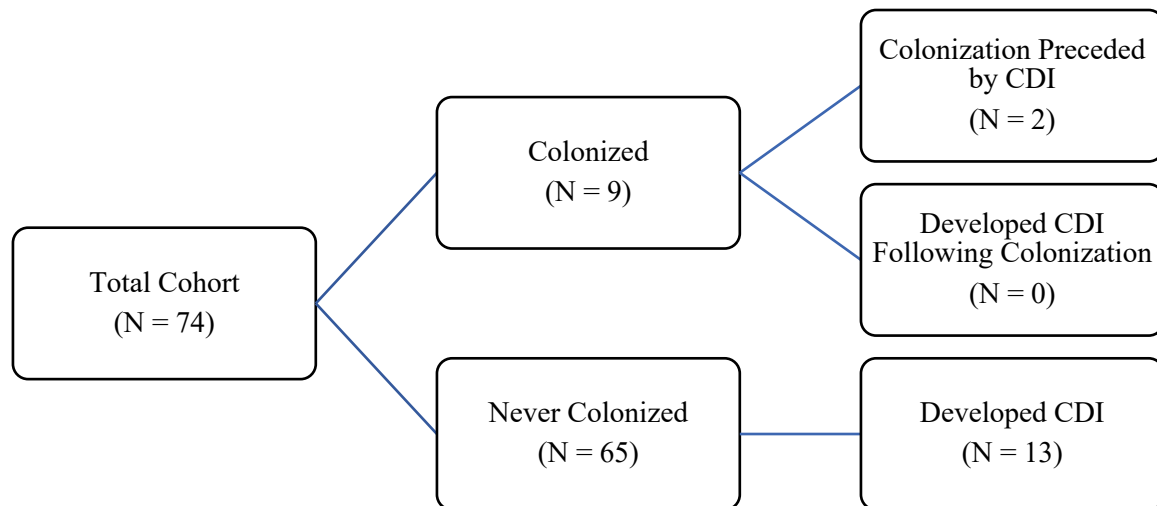 Total Cohort
(N = 74)
Colonized
(N = 9)
Never Colonized
(N = 65)
Colonization Preceded
by CDI
(N = 2)
Developed CDI
Following Colonization
(N = 0)
Developed CDI
(N = 13)